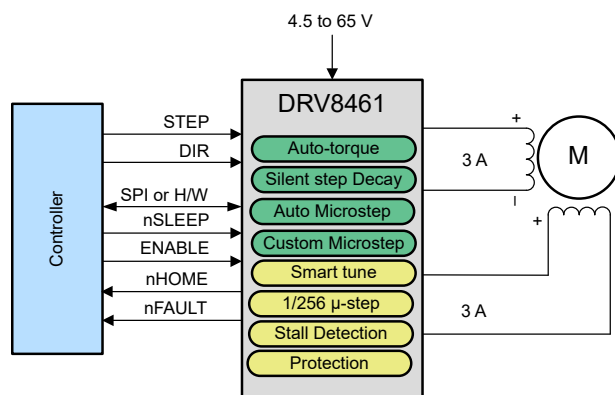 4.5 to 65 V
DRV8461
Controller
STEP
DIR
SPI or H/W
nSLEEP
ENABLE
nHOME
nFAULT
Auto-torque
Silent step Decay
Auto Microstep
Custom Microstep
Smart tune
1/256 µ-step
Stall Detection
Protection
+
3 A
–
M
+
3 A